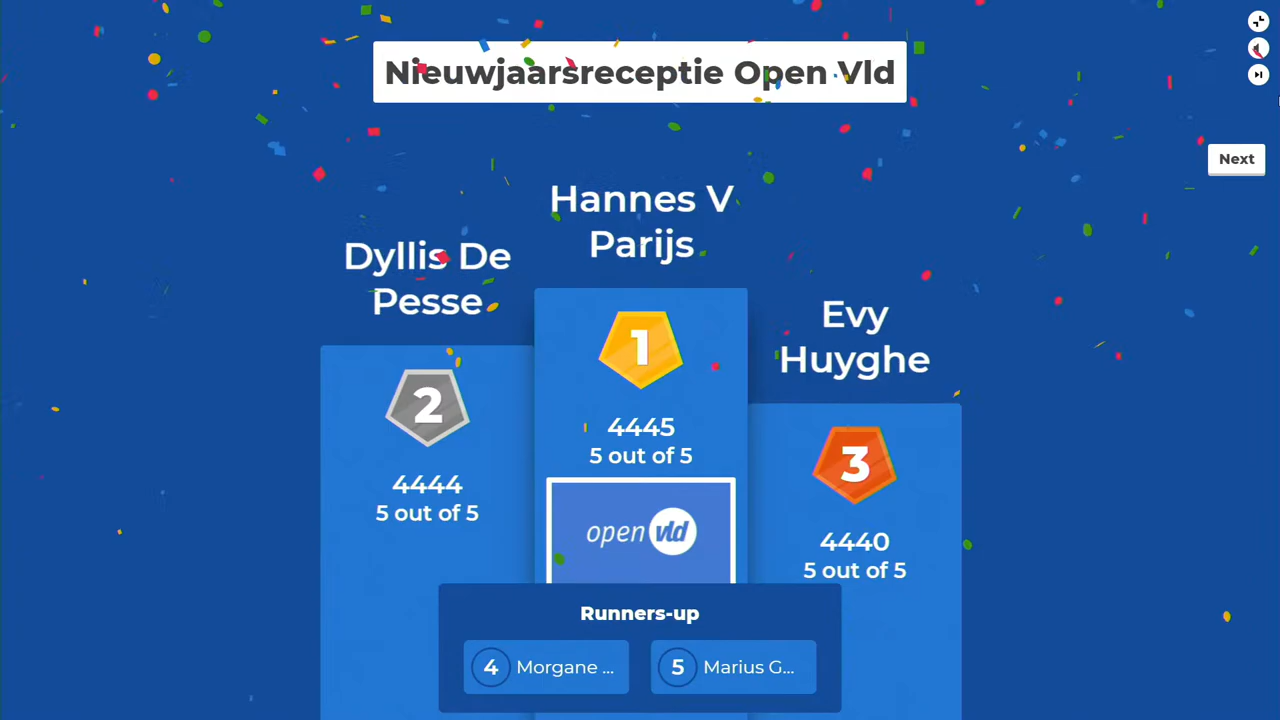 Nieuwjaarsreceptie Open Vld
Next
Hannes V
Parijs
Dyllis De
Pesse
Evy
Huyghe
1
4445
5 out of 5
2
4444
5 out of 5
3
4440
5 out of 5
open vld
Runners-up
4 Morgane ...
5 Marius G...